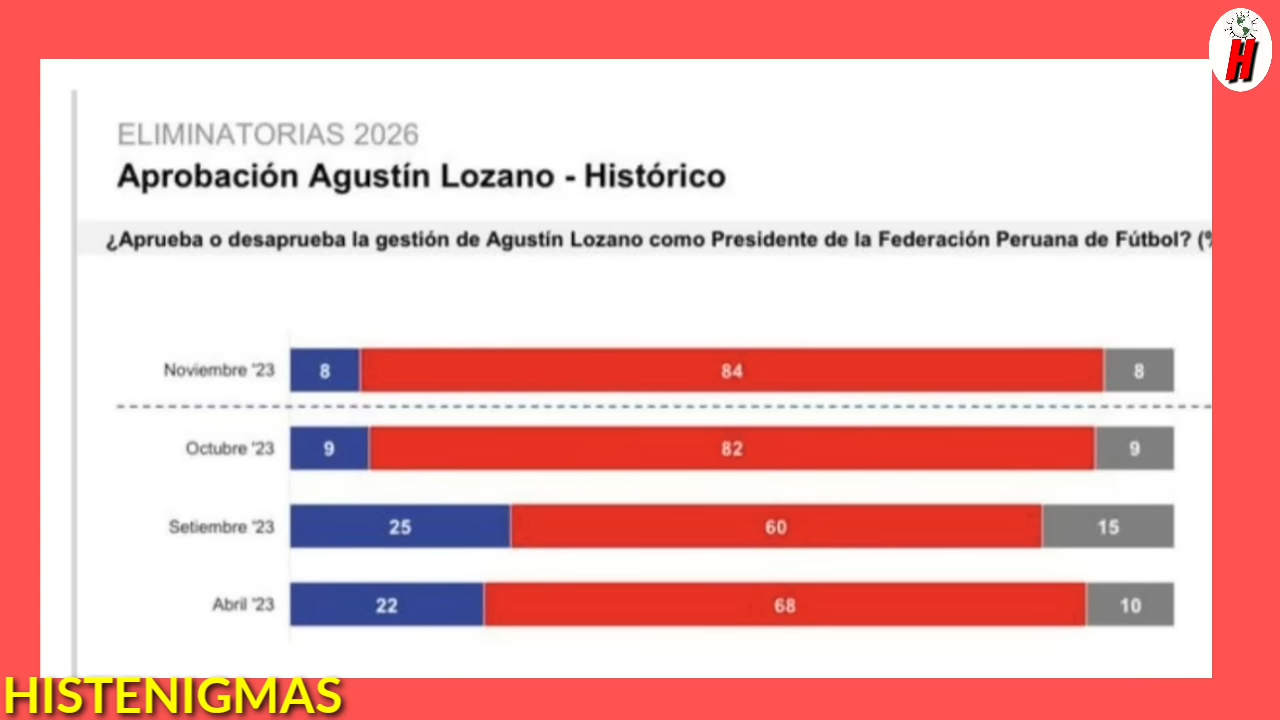 H
ELIMINATORIAS 2026
Aprobación Agustín Lozano - Histórico
¿Aprueba o desaprueba la gestión de Agustín Lozano como Presidente de la Federación Peruana de Fútbol? (%
Noviembre '23 8 84 8
Octubre '23 9 82 9
Setiembre '23 25 60 15
Abril '23 22 68 10
HISTENIGMAS